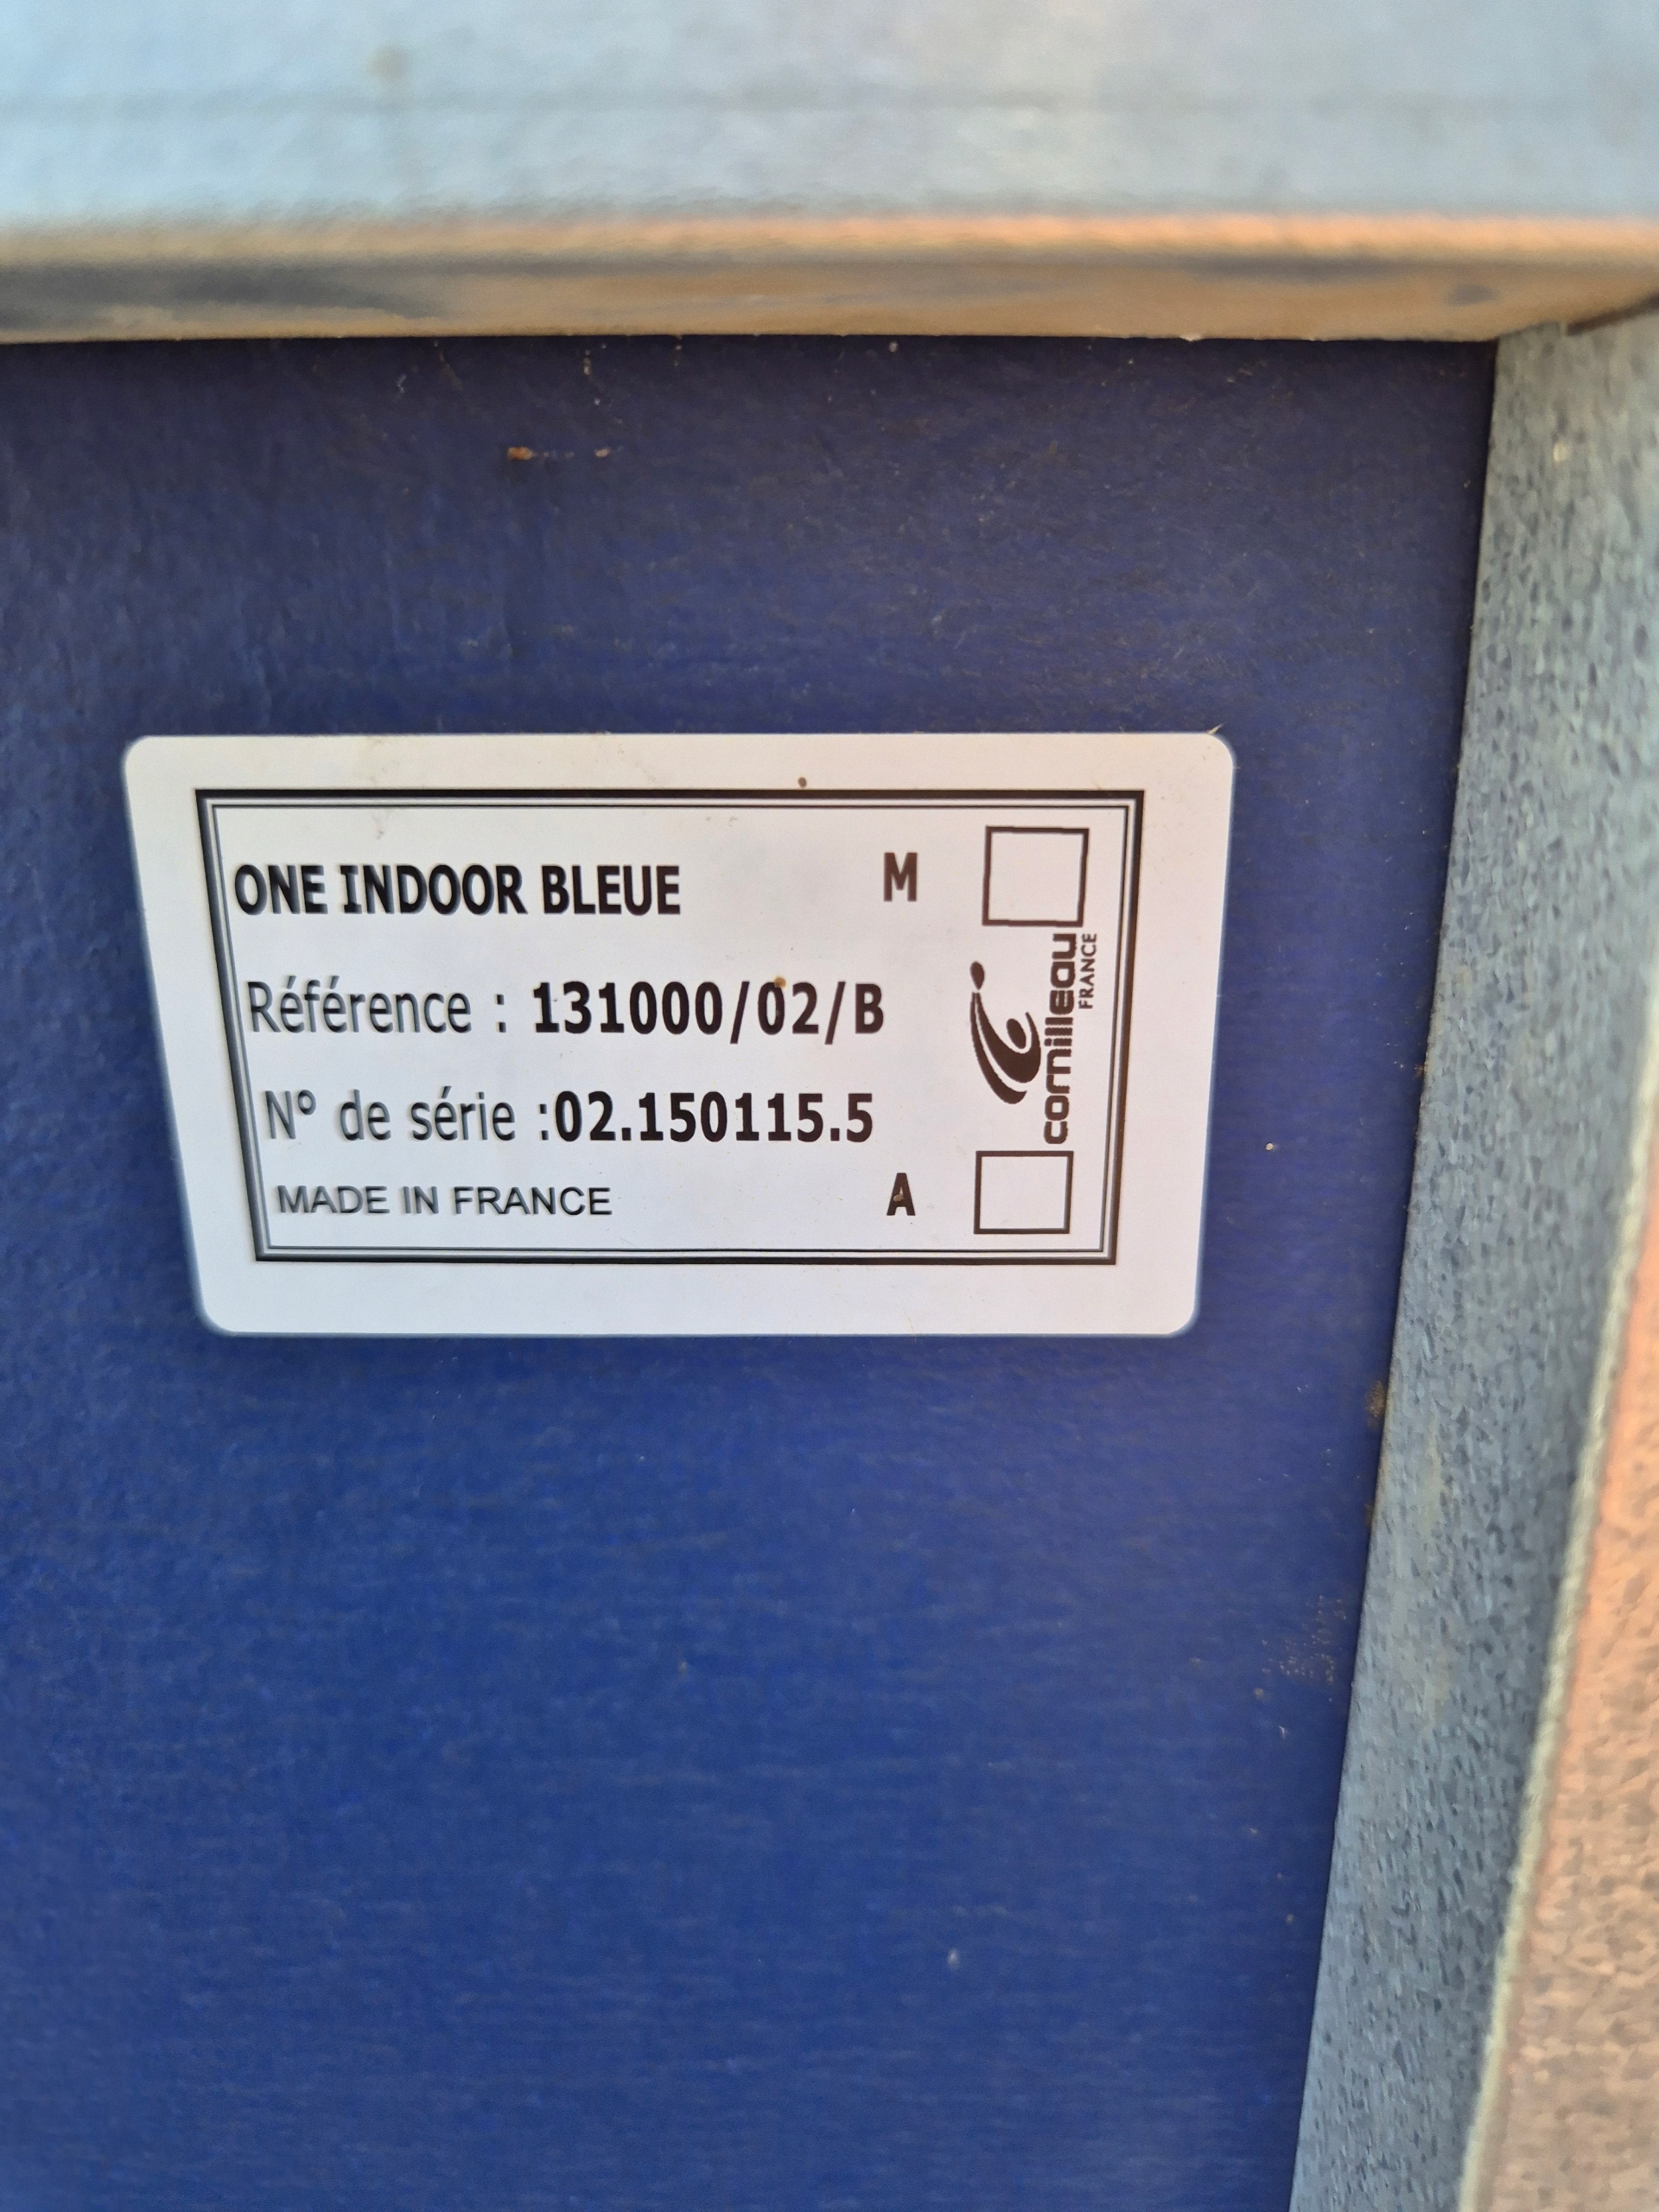 ONE INDOOR BLEUE M
Référence : 131000/02/B
N° de série :02.150115.5
MADE IN FRANCE A
cornilleau
FRANCE